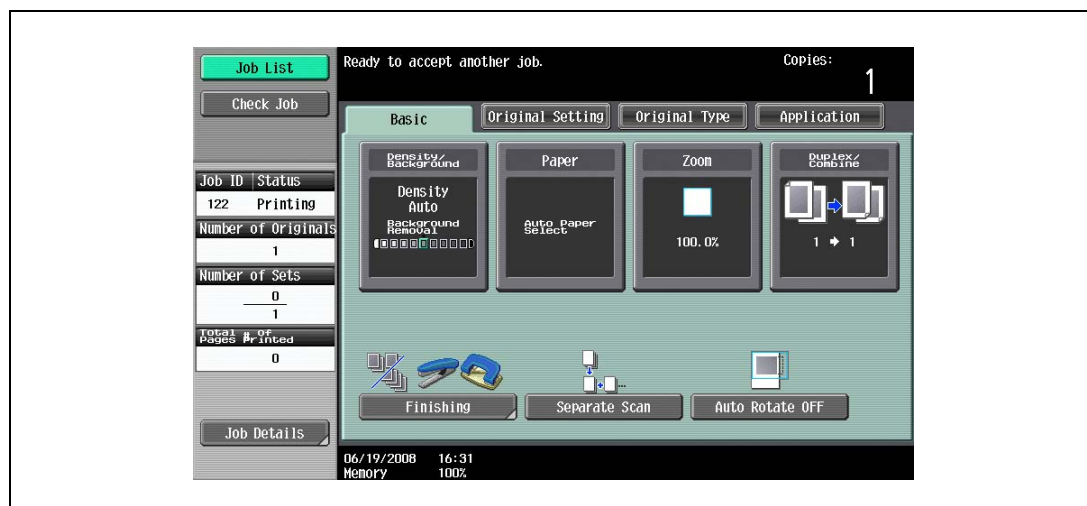 Job List
Check Job
Job ID Status
122 Printing
Number of Originals
1
Number of Sets
0
1
Total # of
Pages Printed
0
Job Details
Ready to accept another job.
Copies:
1
Basic
Original Setting
Original Type
Application
Density/
Background
Density
Auto
Background
Removal
Paper
Auto Paper
Select
Zoom
100.0%
Duplex/
Combine
1 → 1
Finishing
Separate Scan
Auto Rotate OFF
06/19/2008 16:31
Memory 100%